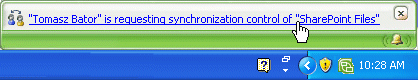 "Tomasz Bator" is requesting synchronization control of "SharePoint Files"
10:28 AM